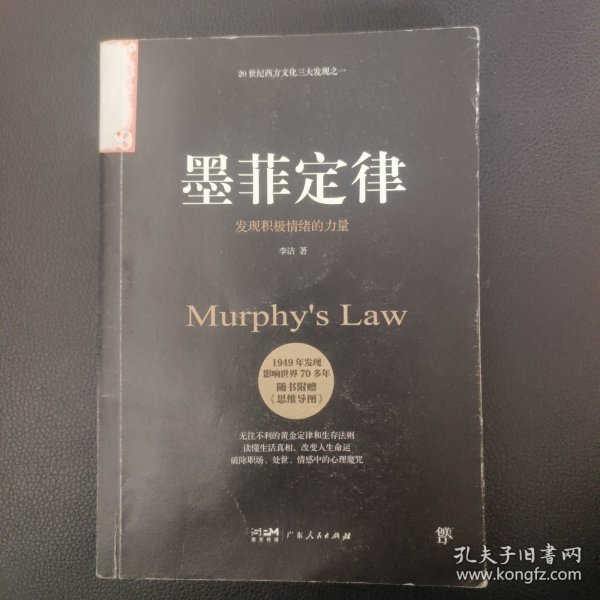 20世纪西方文化三大发现之一
墨菲定律
发现积极情绪的力量
李洁 著
Murphy's Law
1949年发现
影响世界70多年
随书附赠
《思维导图》
无往不利的黄金定律和生存法则
读懂生活真相，改变人生命运
破除职场、处世、情感中的心理魔咒
南方传媒 广东人民出版社
孔夫子旧书网
www.kongfz.com